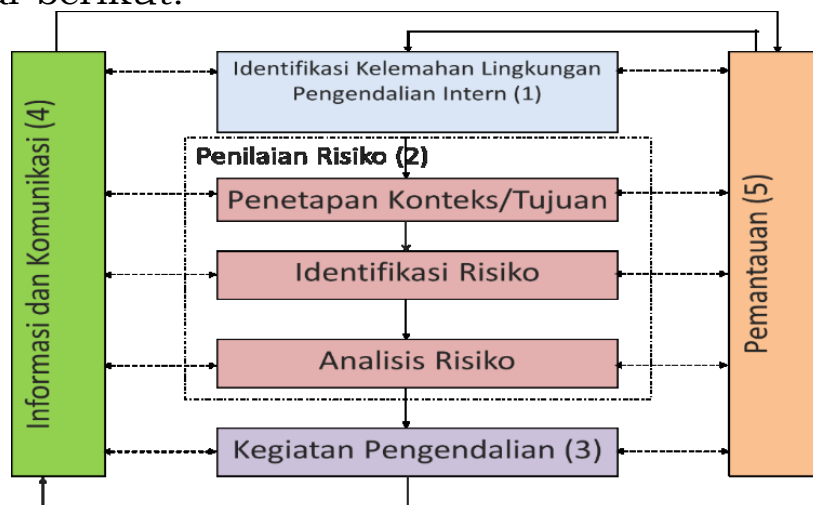 berikut:
Identifikasi Kelemahan Lingkungan
Pengendalian Intern (1)
Penilaian Risiko (2)
Penetapan Konteks/Tujuan
Identifikasi Risiko
Analisis Risiko
Kegiatan Pengendalian (3)
Informasi dan Komunikasi (4)
Pemantauan (5)